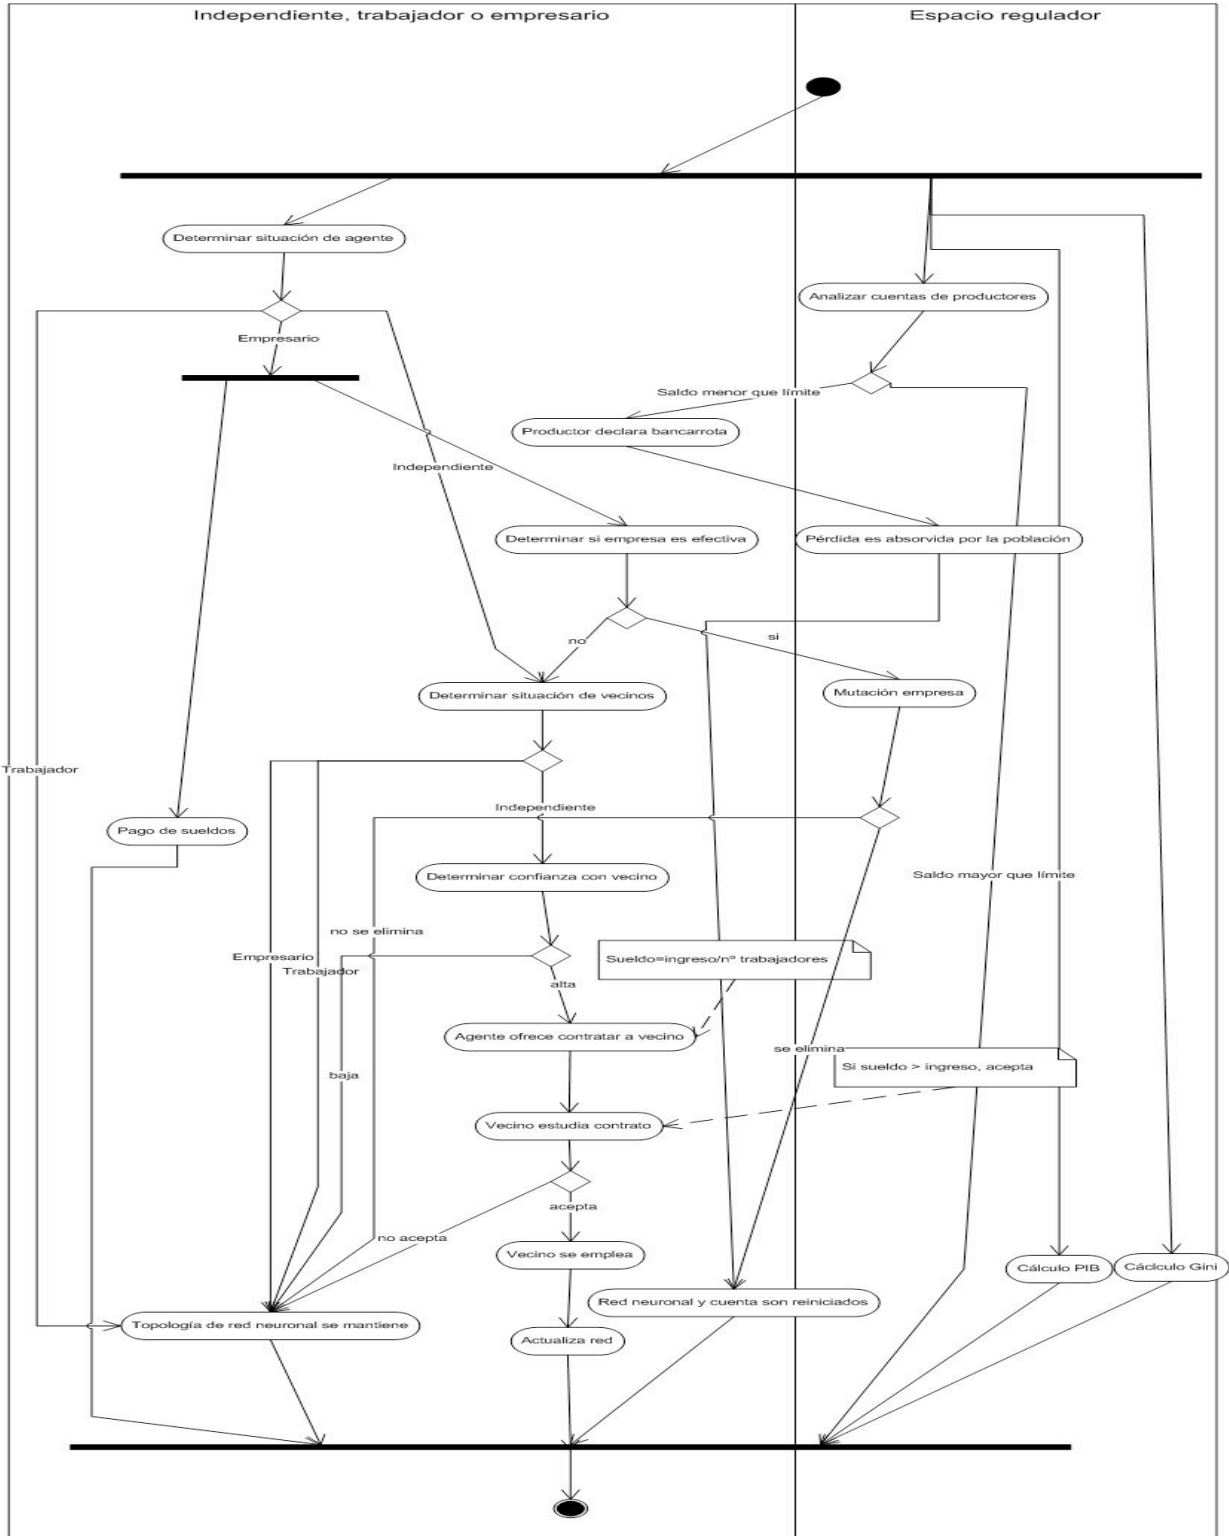 Independiente, trabajador o empresario
Espacio regulador
Determinar situación de agente
Analizar cuentas de productores
Empresario
Saldo menor que límite
Productor declara bancarrota
Independiente
Determinar si empresa es efectiva
Pérdida es absorvida por la población
no
si
Determinar situación de vecinos
Mutación empresa
Trabajador
Independiente
Pago de sueldos
Determinar confianza con vecino
Saldo mayor que límite
no se elimina
Empresario
Trabajador
Sueldo=ingreso/nº trabajadores
alta
Agente ofrece contratar a vecino
se elimina
Si sueldo > ingreso, acepta
baja
Vecino estudia contrato
acepta
no acepta
Vecino se emplea
Cálculo PIB
Cáclculo Gini
Red neuronal y cuenta son reiniciados
Topología de red neuronal se mantiene
Actualiza red